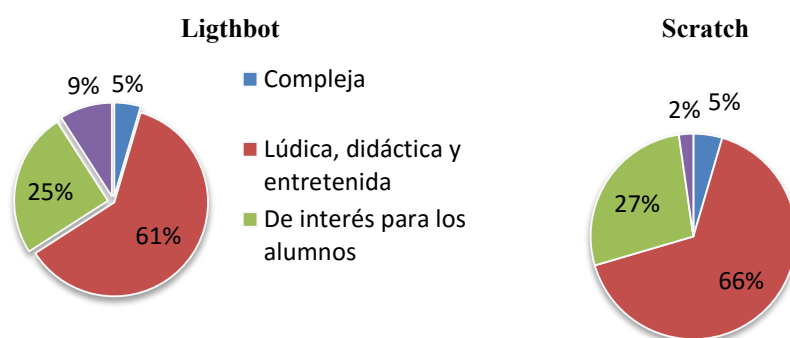 Ligthbot
9% 5%
25%
61%
Compleja
Lúdica, didáctica y
entretenida
De interés para los
alumnos
Scratch
2% 5%
27%
66%